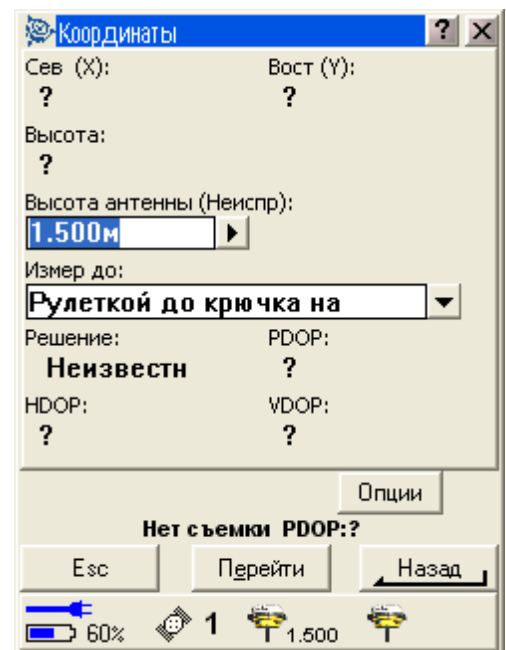 Координаты ? X
Сев (X): Вост (Y):
? ?
Высота:
?
Высота антенны (Неиспр):
1.500м
Измер до:
Рулеткой до крючка на
Решение: PDOP:
Неизвестн ?
HDOP: VDOP:
? ?
Опции
Нет съемки PDOP:?
Esc Перейти Назад
60% 1 1.500